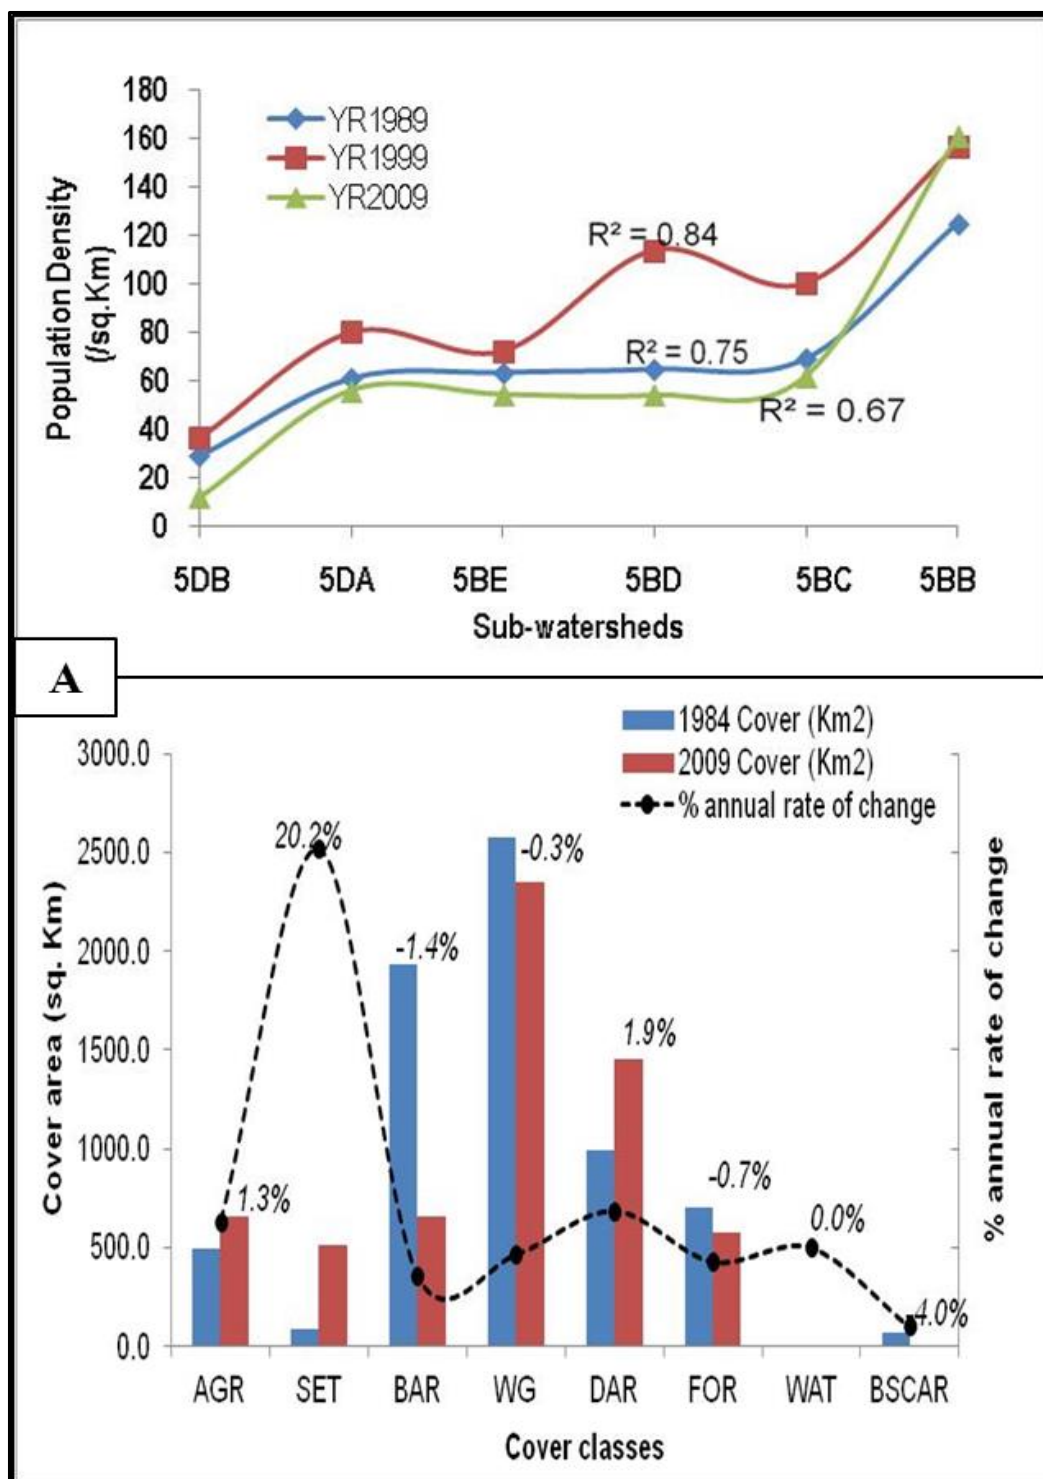 180
160
140
120
100
80
60
40
20
0
Population Density
(/sq.Km)
YR1989
YR1999
YR2009
R² = 0.84
R² = 0.75
R² = 0.67
5DB 5DA 5BE 5BD 5BC 5BB
Sub-watersheds
A
1984 Cover (Km2)
2009 Cover (Km2)
% annual rate of change
3000.0
2500.0
2000.0
1500.0
1000.0
500.0
0.0
Cover area (sq. Km)
% annual rate of change
1.3%
20.2%
-1.4%
-0.3%
1.9%
-0.7%
0.0%
-4.0%
AGR SET BAR WG DAR FOR WAT BSCAR
Cover classes